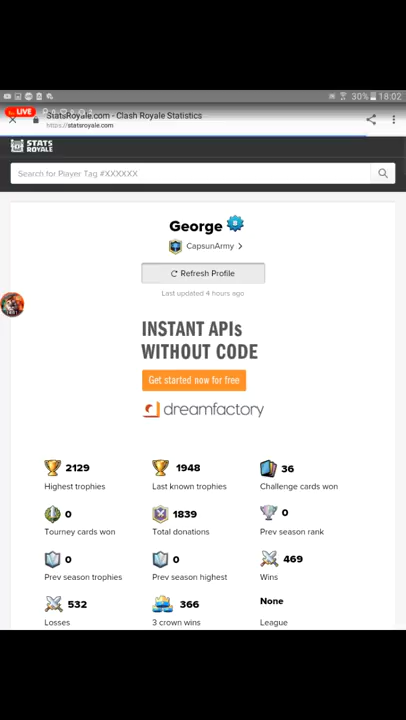 30% 18:02
LIVE
StatsRoyale.com - Clash Royale Statistics
https://statsroyale.com
STATS
ROYALE
Search for Player Tag #XXXXXX
George
CapsunArmy
Refresh Profile
Last updated 4 hours ago
INSTANT APIs
WITHOUT CODE
Get started now for free
dreamfactory
2129 1948 36
Highest trophies Last known trophies Challenge cards won
0 1839 0
Tourney cards won Total donations Prev season rank
0 0 469
Prev season trophies Prev season highest Wins
532 366 None
Losses 3 crown wins League